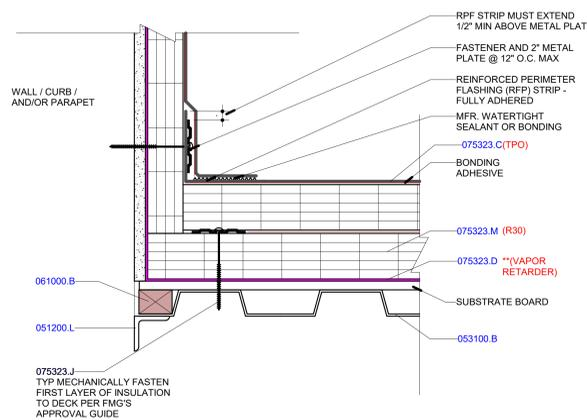 RPF STRIP MUST EXTEND
1/2" MIN ABOVE METAL PLAT
FASTENER AND 2" METAL
PLATE @ 12" O.C. MAX
REINFORCED PERIMETER
FLASHING (RFP) STRIP -
FULLY ADHERED
MFR. WATERTIGHT
SEALANT OR BONDING
075323.C(TPO)
BONDING
ADHESIVE
075323.M (R30)
075323.D **(VAPOR
RETARDER)
SUBSTRATE BOARD
053100.B
WALL / CURB /
AND/OR PARAPET
061000.B
051200.L
075323.J
TYP MECHANICALLY FASTEN
FIRST LAYER OF INSULATION
TO DECK PER FMG'S
APPROVAL GUIDE